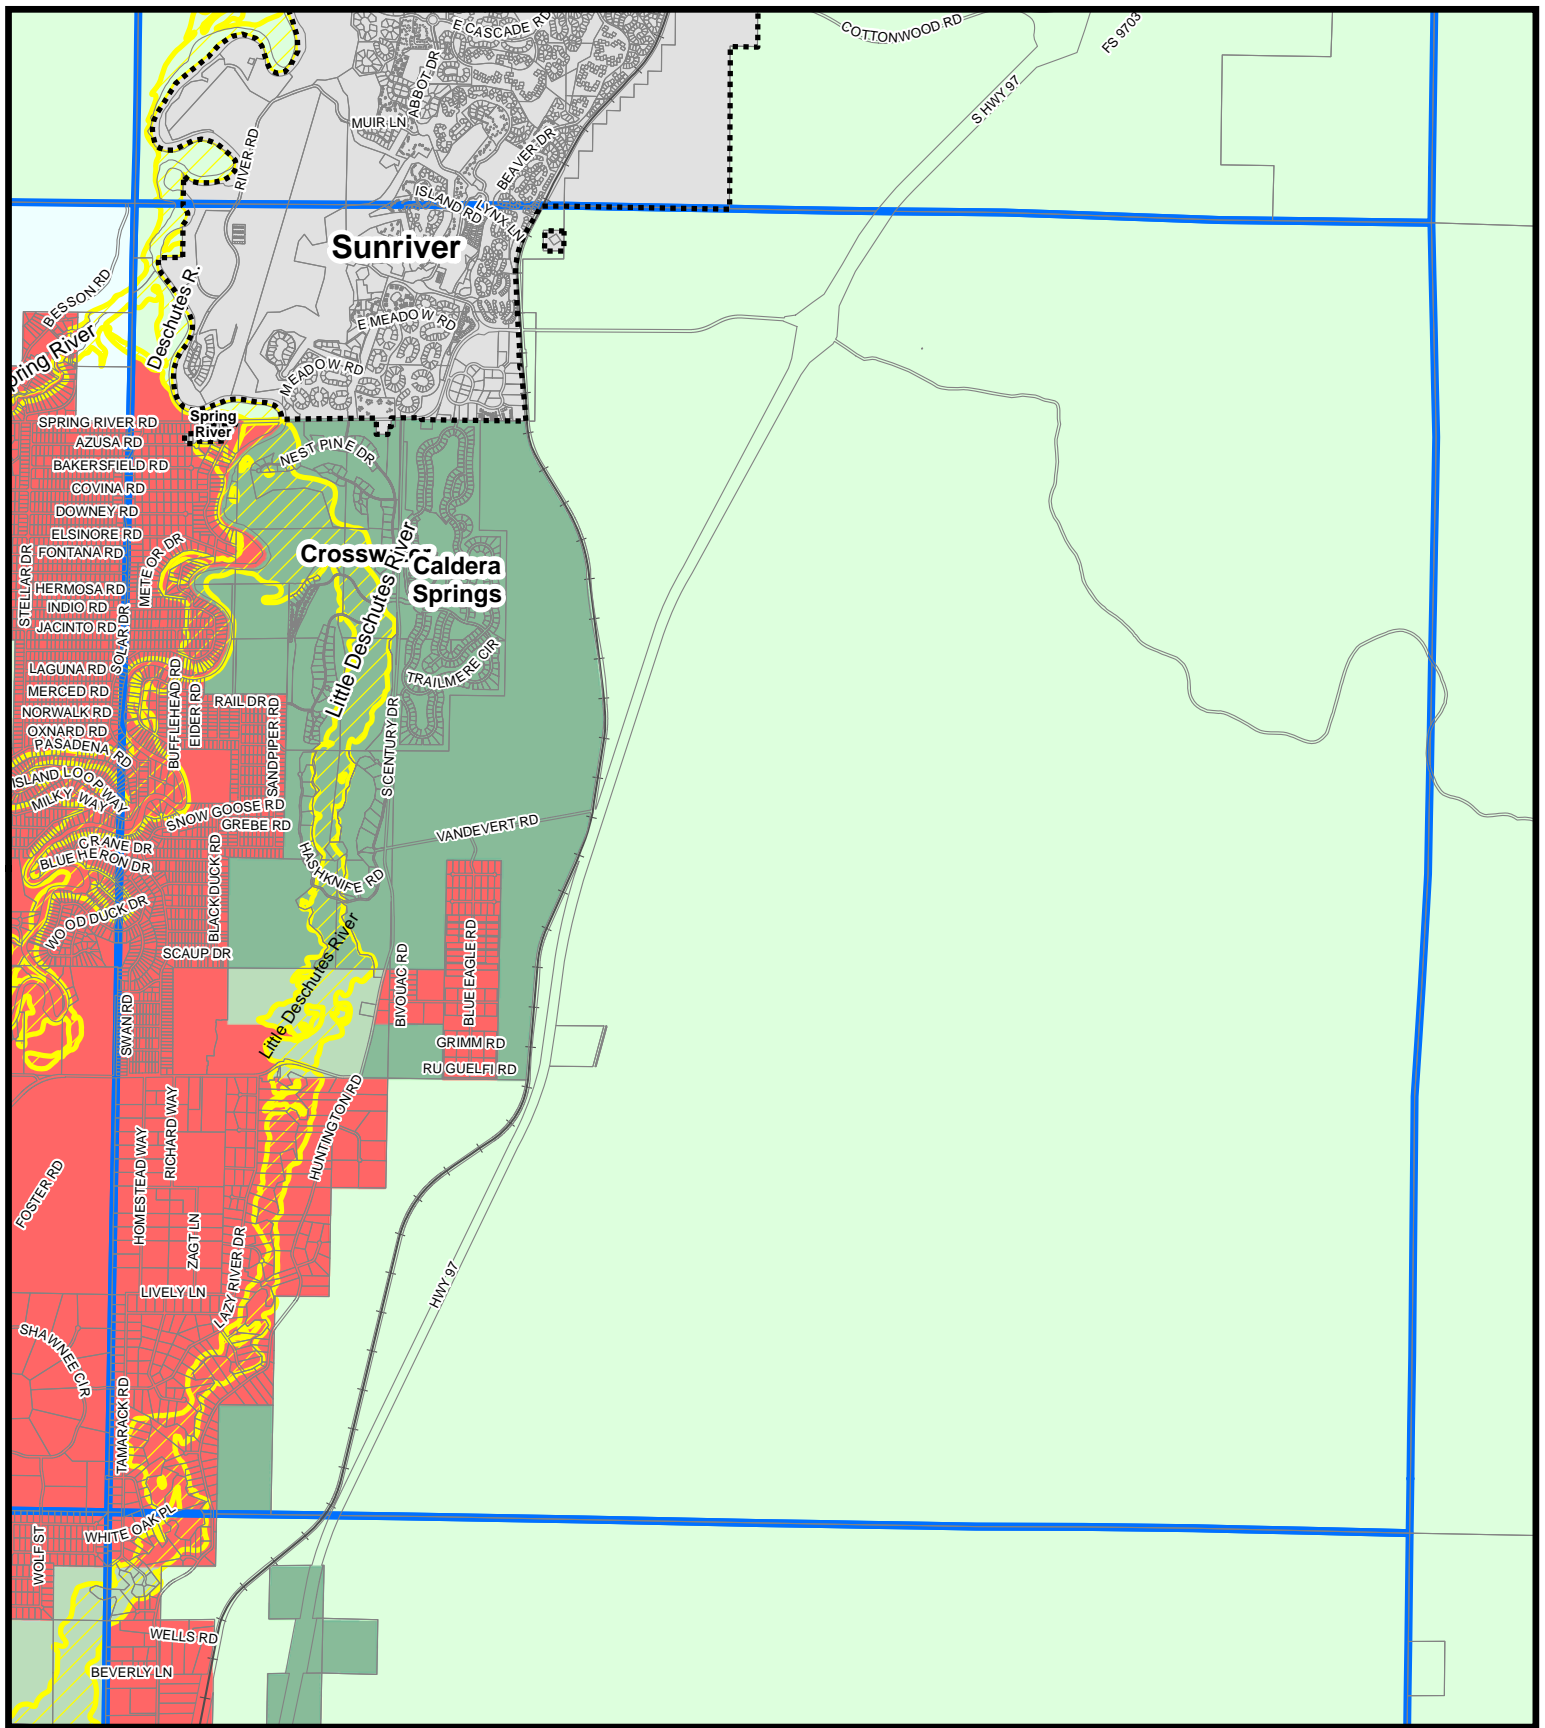 E CASCADE RD
COTTONWOOD RD
FS 9703
ABBOT DR
S HWY 97
MUIR LN
RIVER RD
BEAVER DR
ISLAND RD
LYNX LN
Sunriver
BESSON RD
Deschutes R.
E MEADOW RD
pring River
MEADOW RD
SPRING RIVER RD
Spring
River
AZUSA RD
NEST PINE DR
BAKERSFIELD RD
COVINA RD
DOWNEY RD
ELSINORE RD
FONTANA RD
METEOR DR
Little Deschutes River
Caldera
Springs
STELLAR DR
HERMOSA RD
INDIO RD
JACINTO RD
SOLAR DR
LAGUNA RD
TRAILMERE CIR
MERCED RD
BUFFLEHEAD RD
EIDER RD
RAIL DR
SANDPIPER RD
NORWALK RD
OXNARD RD
PASADENA RD
S CENTURY DR
ISLAND LOOP WAY
MILKY WAY
SNOW GOOSE RD
GREBE RD
VANDEVERT RD
CRANE DR
BLUE HERON DR
HASHKNIFE RD
BLACK DUCK RD
WOOD DUCK DR
SCAUP DR
Little Deschutes River
BIVOUAC RD
BLUE EAGLE RD
SWAN RD
GRIMM RD
RU GUELFI RD
HUNTINGTON RD
RICHARD WAY
HOMESTEAD WAY
FOSTER RD
ZAGT LN
LAZY RIVER DR
HWY 97
LIVELY LN
SHAWNEE CIR
TAMARACK RD
WHITE OAK PL
WOLF ST
WELLS RD
BEVERLY LN